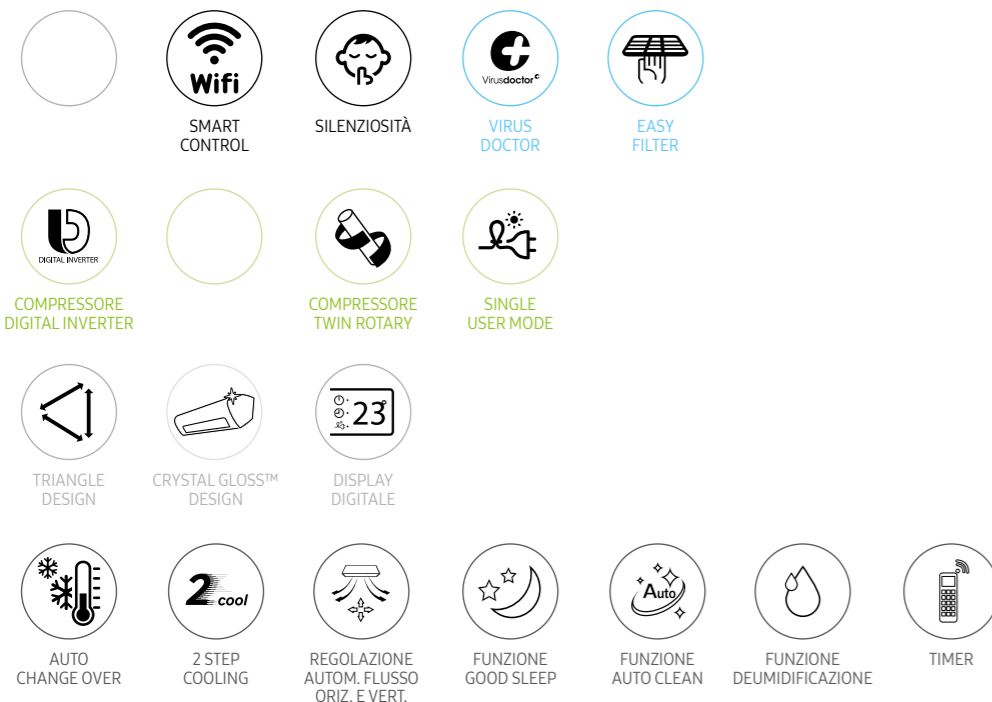 Wifi
Virusdoctor c
SMART
CONTROL
SILENZIOSITÀ
VIRUS
DOCTOR
EASY
FILTER
DIGITAL INVERTER
COMPRESSORE
DIGITAL INVERTER
COMPRESSORE
TWIN ROTARY
SINGLE
USER MODE
23°
TRIANGLE
DESIGN
CRYSTAL GLOSS™
DESIGN
DISPLAY
DIGITALE
2 cool
Auto
AUTO
CHANGE OVER
2 STEP
COOLING
REGOLAZIONE
AUTOM. FLUSSO
ORIZ. E VERT.
FUNZIONE
GOOD SLEEP
FUNZIONE
AUTO CLEAN
FUNZIONE
DEUMIDIFICAZIONE
TIMER